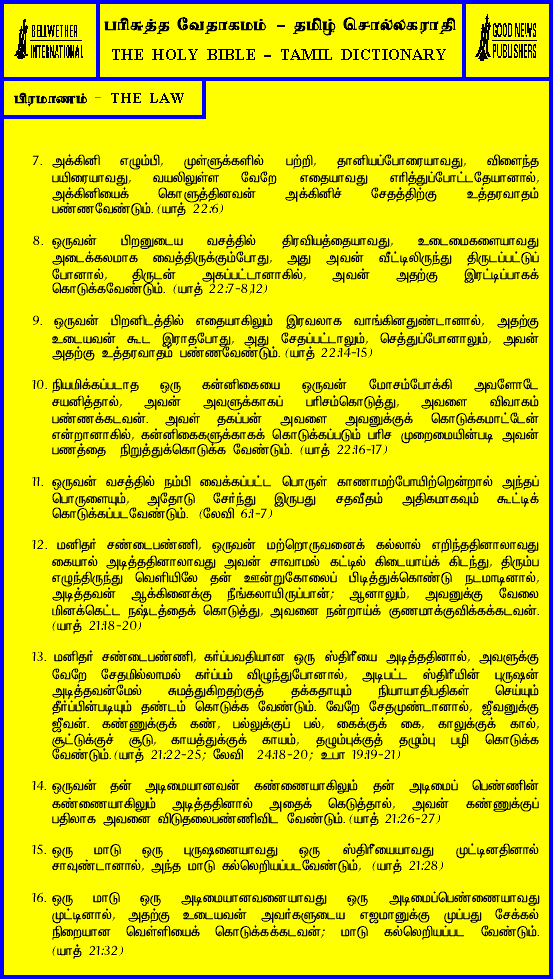 BELLWETHER
INTERNATIONAL
பரிசுத்த வேதாகமம் - தமிழ் சொல்லகராதி
THE HOLY BIBLE - TAMIL DICTIONARY
GOOD NEWS
PUBLISHERS
பிரமாணம் - THE LAW
7. அக்கினி எழும்பி, முள்ளுக்களில் பற்றி, தானியப்போரையாவது, விளைந்த
பயிரையாவது, வயலிலுள்ள வேறே எதையாவது எரித்துப்போட்டதேயானால்,
அக்கினியைக் கொளுத்தினவன் அக்கினிச் சேதத்திற்கு உத்தரவாதம்
பண்ணவேண்டும். (யாத் 22:6)
8. ஒருவன் பிறனுடைய வசத்தில் திரவியத்தையாவது, உடைமைகளையாவது
அடைக்கலமாக வைத்திருக்கும்போது, அது அவன் வீட்டிலிருந்து திருடப்பட்டுப்
போனால், திருடன் அகப்பட்டானாகில், அவன் அதற்கு இரட்டிப்பாகக்
கொடுக்கவேண்டும். (யாத் 22:7-8,12)
9. ஒருவன் பிறனிடத்தில் எதையாகிலும் இரவலாக வாங்கினதுண்டானால், அதற்கு
உடையவன் கூட இராதபோது, அது சேதப்பட்டாலும், செத்துப்போனாலும், அவன்
அதற்கு உத்தரவாதம் பண்ணவேண்டும். (யாத் 22:14-15)
10. நியமிக்கப்படாத ஒரு கன்னிகையை ஒருவன் மோசம்போக்கி அவளோடே
சயனித்தால், அவன் அவளுக்காகப் பரிசம்கொடுத்து, அவளை விவாகம்
பண்ணக்கடவன். அவள் தகப்பன் அவளை அவனுக்குக் கொடுக்கமாட்டேன்
என்றானாகில், கன்னிகைகளுக்காகக் கொடுக்கப்படும் பரிச முறைமையின்படி அவன்
பணத்தை நிறுத்துக்கொடுக்க வேண்டும். (யாத் 22:16-17)
11. ஒருவன் வசத்தில் நம்பி வைக்கப்பட்ட பொருள் காணாமற்போயிற்றென்றால் அந்தப்
பொருளையும், அதோடு சேர்ந்து இருபது சதவீதம் அதிகமாகவும் கூட்டிக்
கொடுக்கப்படவேண்டும். (லேவி 6:1-7)
12. மனிதர் சண்டைபண்ணி, ஒருவன் மற்றொருவனைக் கல்லால் எறிந்ததினாலாவது
கையால் அடித்ததினாலாவது அவன் சாவாமல் கட்டில் கிடையாய்க் கிடந்து, திரும்ப
எழுந்திருந்து வெளியிலே தன் ஊன்றுகோலைப் பிடித்துக்கொண்டு நடமாடினால்,
அடித்தவன் ஆக்கினைக்கு நீங்கலாயிருப்பான்; ஆனாலும், அவனுக்கு வேலை
மினக்கெட்ட நஷ்டத்தைக் கொடுத்து, அவனை நன்றாய்க் குணமாக்குவிக்கக்கடவன்.
(யாத் 21:18-20)
13. மனிதர் சண்டைபண்ணி, கர்ப்பவதியான ஒரு ஸ்திரீயை அடித்ததினால், அவளுக்கு
வேறே சேதமில்லாமல் கர்ப்பம் விழுந்துபோனால், அடிபட்ட ஸ்திரீயின் புருஷன்
அடித்தவன்மேல் சுமத்துகிறதற்குத் தக்கதாயும் நியாயாதிபதிகள் செய்யும்
தீர்ப்பின்படியும் தண்டம் கொடுக்க வேண்டும். வேறே சேதமுண்டானால், ஜீவனுக்கு
ஜீவன். கண்ணுக்குக் கண், பல்லுக்குப் பல், கைக்குக் கை, காலுக்குக் கால்,
சூட்டுக்குச் சூடு, காயத்துக்குக் காயம், தழும்புக்குத் தழும்பு பழி கொடுக்க
வேண்டும்.(யாத் 21:22-25; லேவி 24:18-20; உபா 19:19-21)
14. ஒருவன் தன் அடிமையானவன் கண்ணையாகிலும் தன் அடிமைப் பெண்ணின்
கண்ணையாகிலும் அடித்ததினால் அதைக் கெடுத்தால், அவன் கண்ணுக்குப்
பதிலாக அவனை விடுதலைபண்ணிவிட வேண்டும். (யாத் 21:26-27)
15. ஒரு மாடு ஒரு புருஷனையாவது ஒரு ஸ்திரீயையாவது முட்டினதினால்
சாவுண்டானால், அந்த மாடு கல்லெறியப்படவேண்டும், (யாத் 21:28)
16. ஒரு மாடு ஒரு அடிமையானவனையாவது ஒரு அடிமைப்பெண்ணையாவது
முட்டினால், அதற்கு உடையவன் அவர்களுடைய எஜமானுக்கு முப்பது சேக்கல்
நிறையான வெள்ளியைக் கொடுக்கக்கடவன்; மாடு கல்லெறியப்பட வேண்டும்.
(யாத் 21:32)